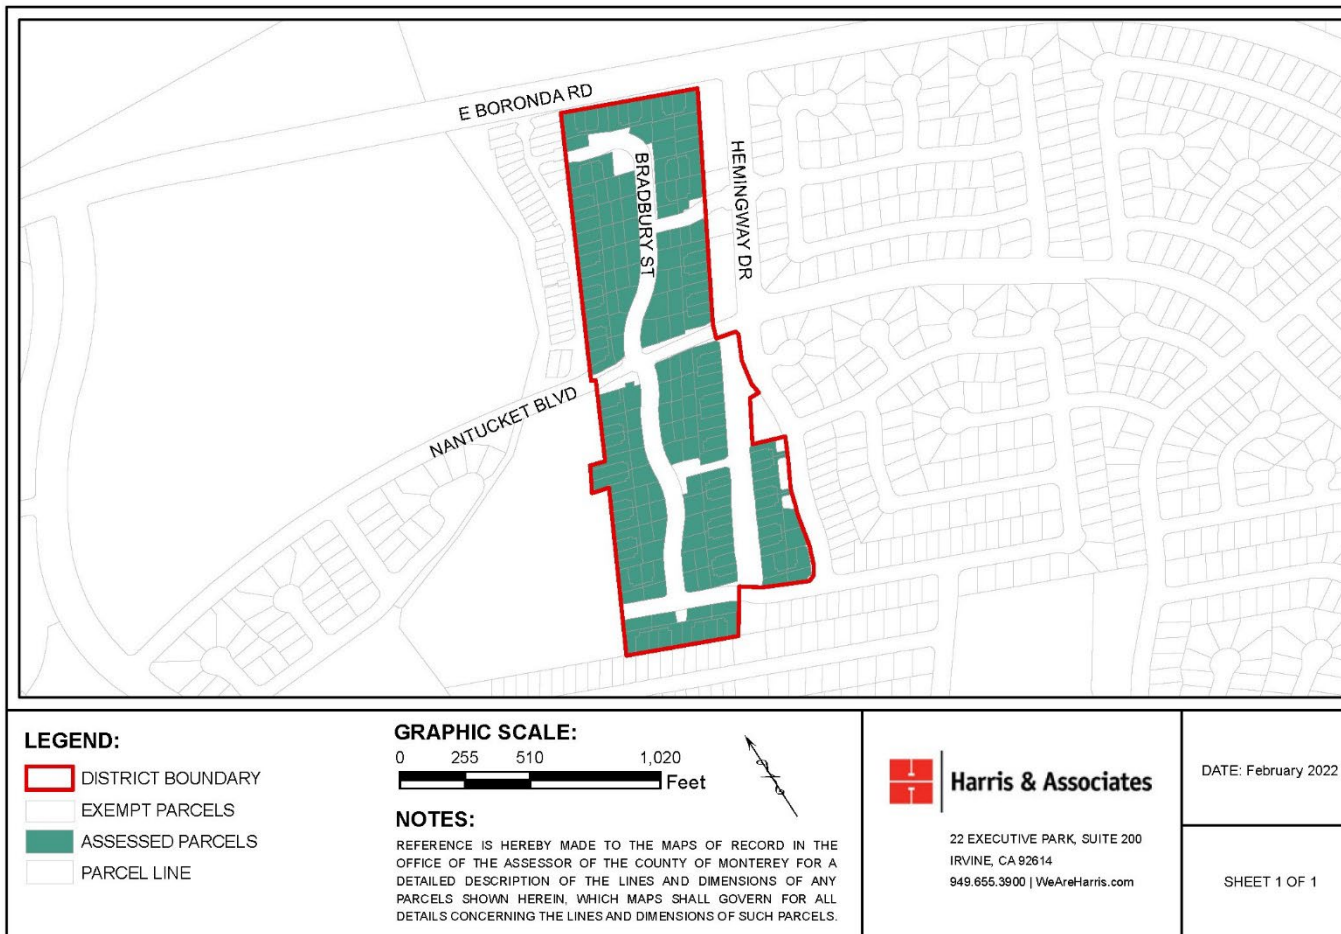 E BORONDA RD
BRADBURY ST
HEMINGWAY DR
NANTUCKET BLVD
LEGEND:
DISTRICT BOUNDARY
EXEMPT PARCELS
ASSESSED PARCELS
PARCEL LINE
GRAPHIC SCALE:
0 255 510 1,020
Feet
NOTES:
REFERENCE IS HEREBY MADE TO THE MAPS OF RECORD IN THE
OFFICE OF THE ASSESSOR OF THE COUNTY OF MONTEREY FOR A
DETAILED DESCRIPTION OF THE LINES AND DIMENSIONS OF ANY
PARCELS SHOWN HEREIN, WHICH MAPS SHALL GOVERN FOR ALL
DETAILS CONCERNING THE LINES AND DIMENSIONS OF SUCH PARCELS.
Harris & Associates
22 EXECUTIVE PARK, SUITE 200
IRVINE, CA 92614
949.655.3900 | WeAreHarris.com
DATE: February 2022
SHEET 1 OF 1